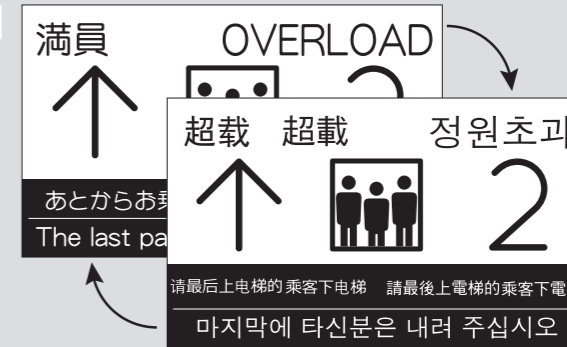 満員 OVERLOAD
あとからお
The last
超载 超載 정원초과
2
请最后上电梯的乘客下电梯 請最後上電梯的乘客下電
마지막에 타신분은 내려 주십시오